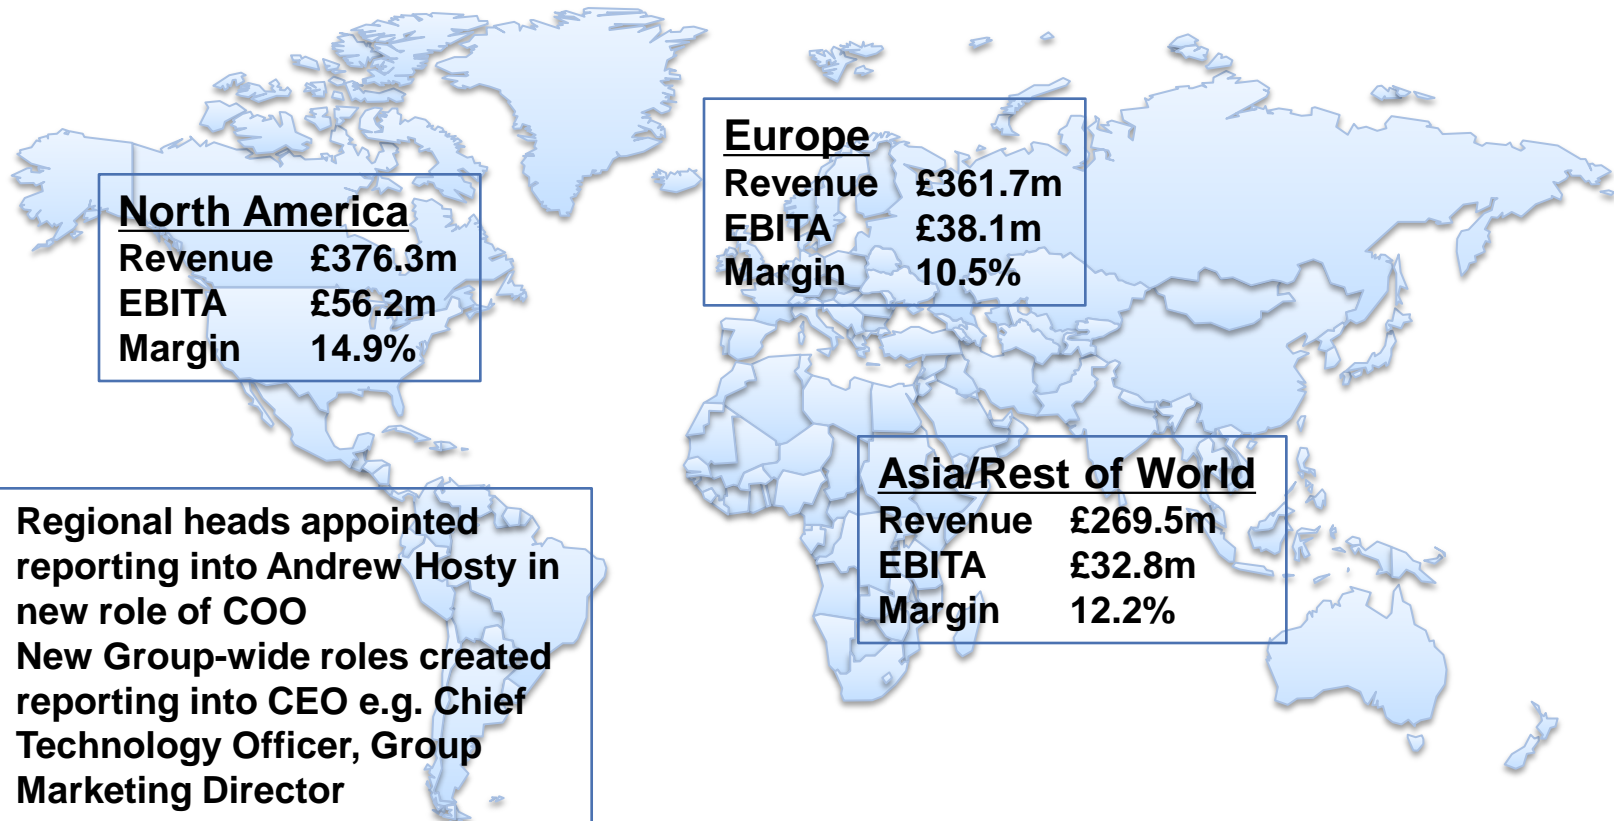 Europe
Revenue £361.7m
EBITA £38.1m
Margin 10.5%
North America
Revenue £376.3m
EBITA £56.2m
Margin 14.9%
Asia/Rest of World
Revenue £269.5m
EBITA £32.8m
Margin 12.2%
Regional heads appointed
reporting into Andrew Hosty in
new role of COO
New Group-wide roles created
reporting into CEO e.g. Chief
Technology Officer, Group
Marketing Director